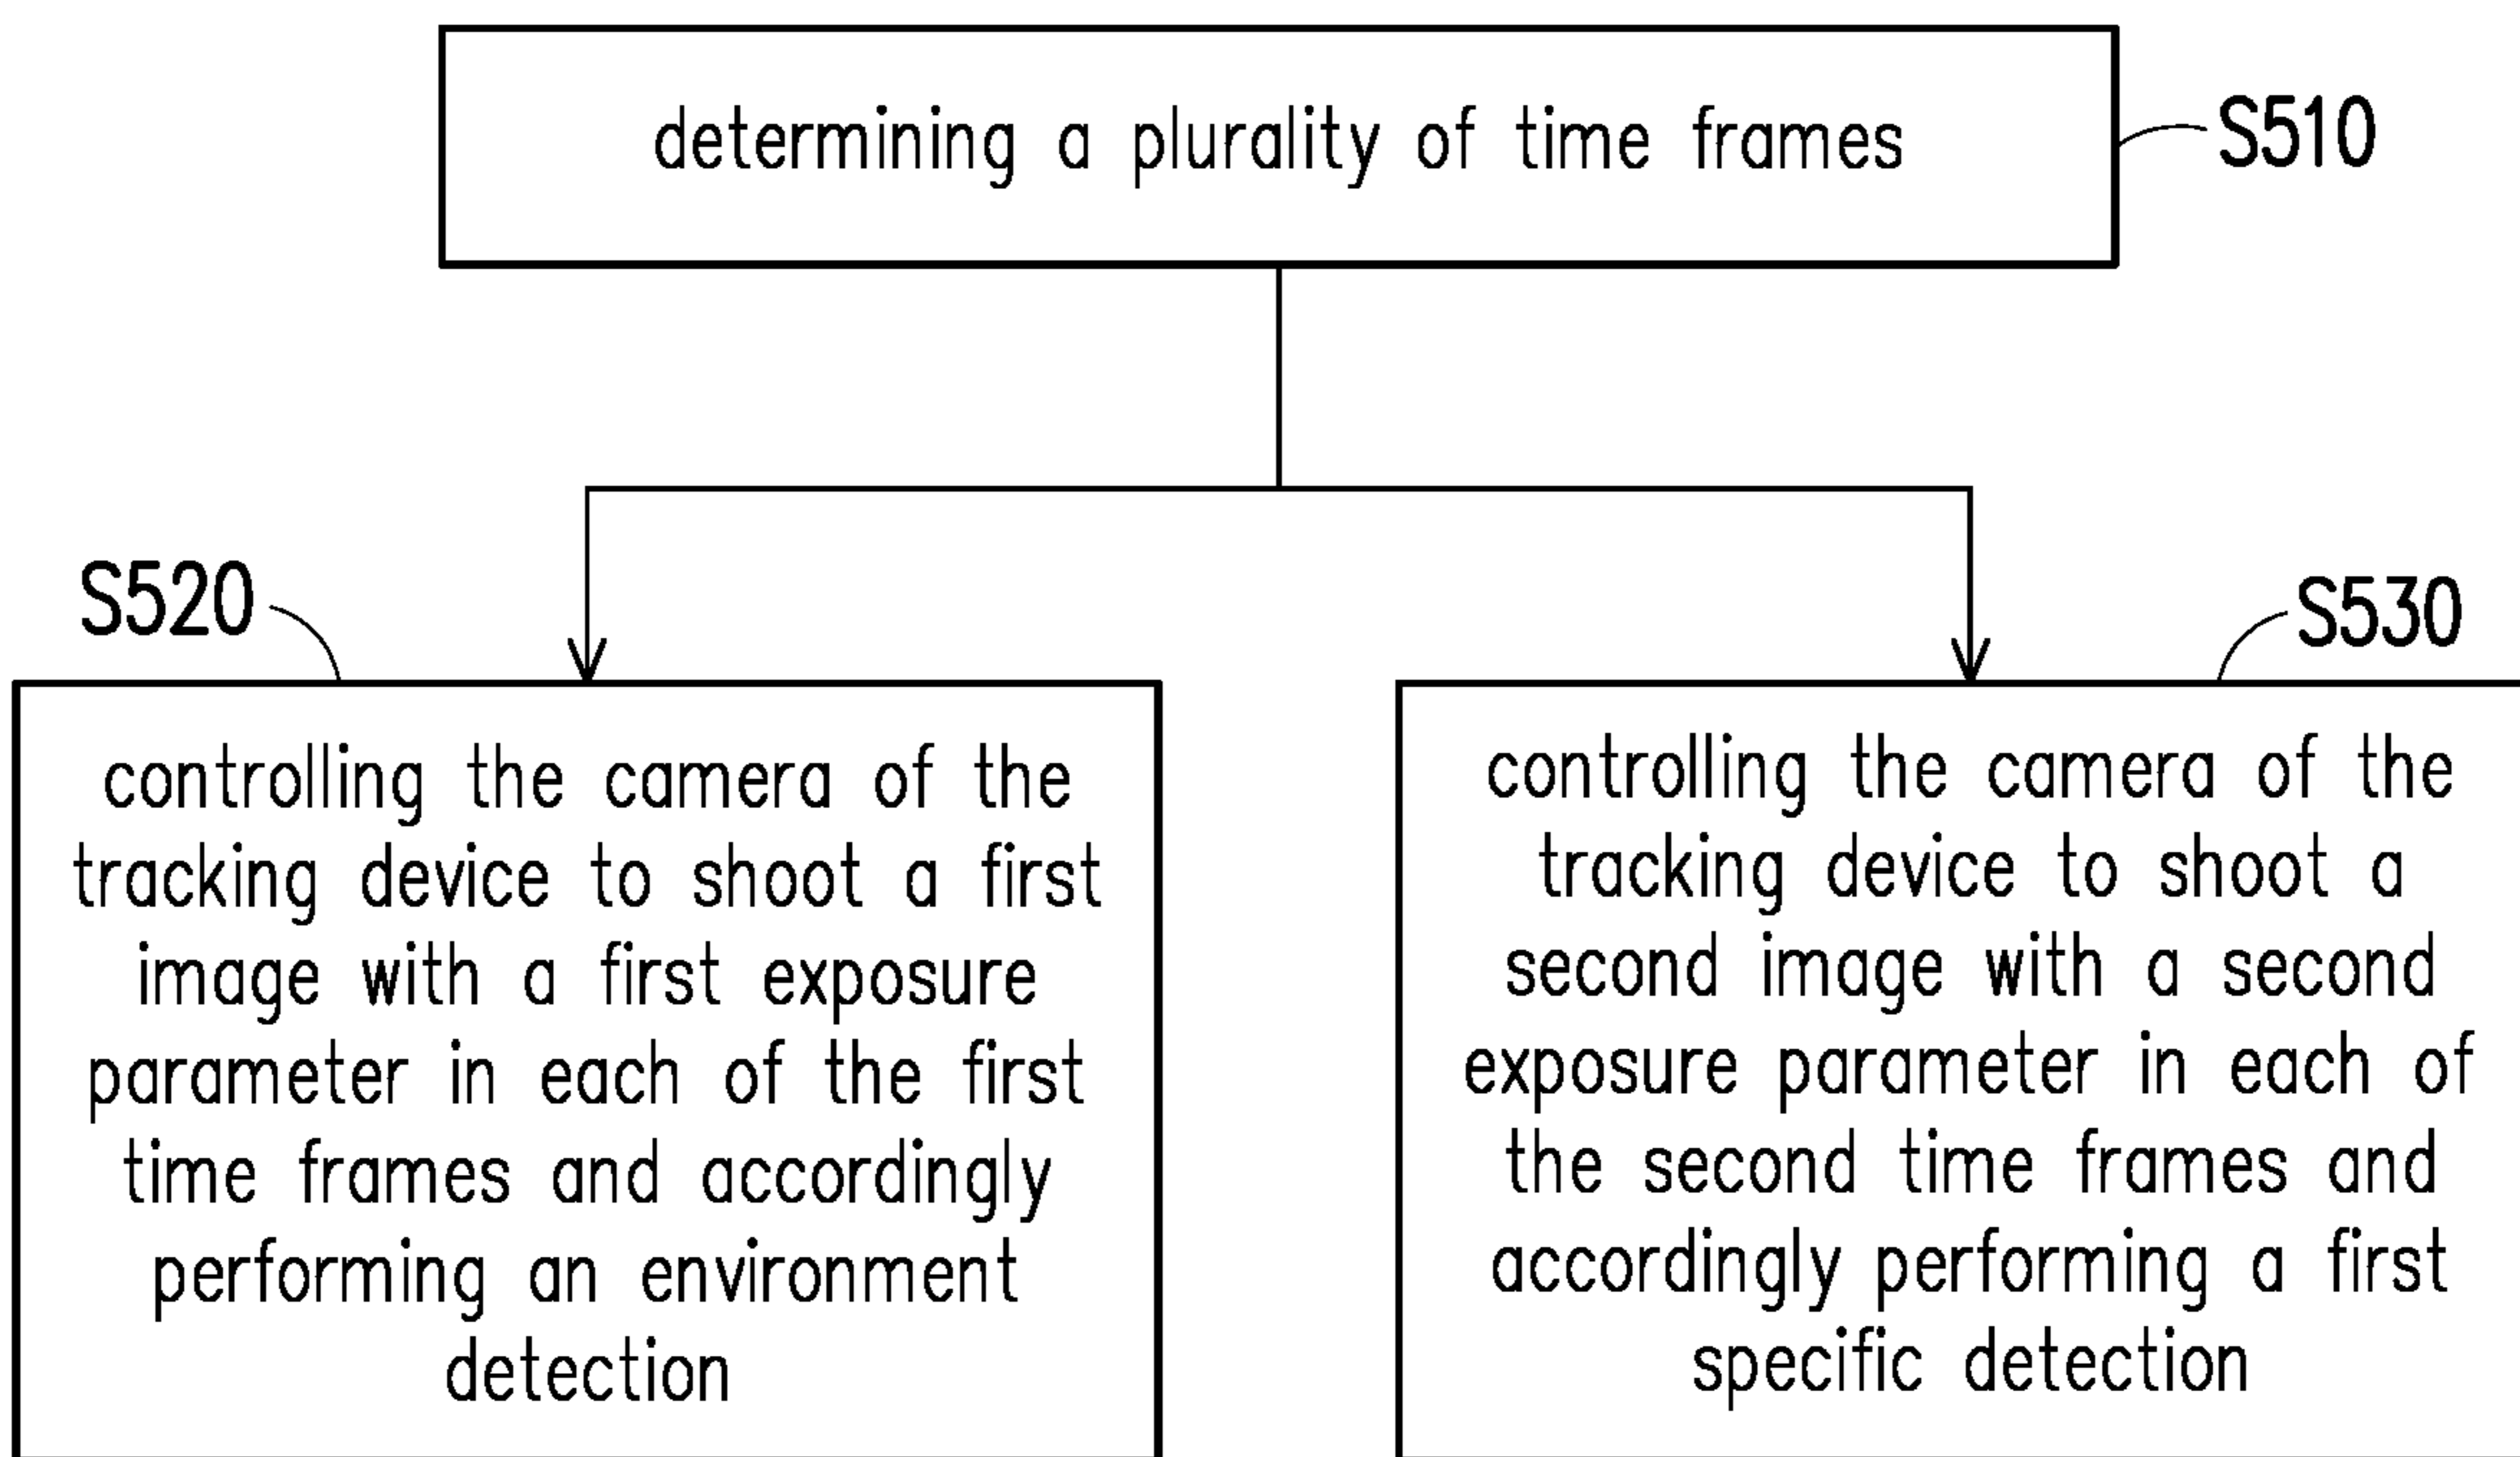 determining a plurality of time frames
S510
S520
controlling the camera of the
tracking device to shoot a first
image with a first exposure
parameter in each of the first
time frames and accordingly
performing an environment
detection
S530
controlling the camera of the
tracking device to shoot a
second image with a second
exposure parameter in each of
the second time frames and
accordingly performing a first
specific detection